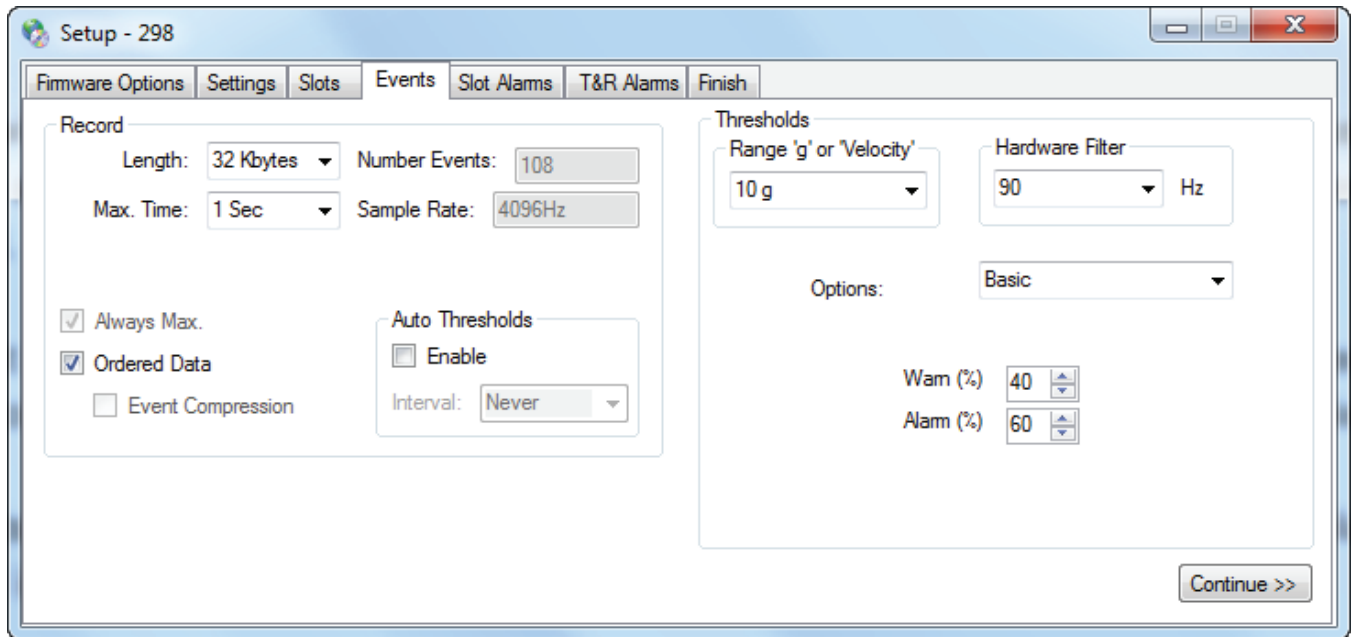 Setup - 298
Firmware Options Settings Slots Events Slot Alarms T&R Alarms Finish
Record
Length: 32 Kbytes Number Events: 108
Max. Time: 1 Sec Sample Rate: 4096Hz
Always Max.
Ordered Data
Event Compression
Auto Thresholds
Enable
Interval: Never
Thresholds
Range 'g' or 'Velocity'
10 g
Hardware Filter
90 Hz
Options: Basic
Warn (%) 40
Alarm (%) 60
Continue >>